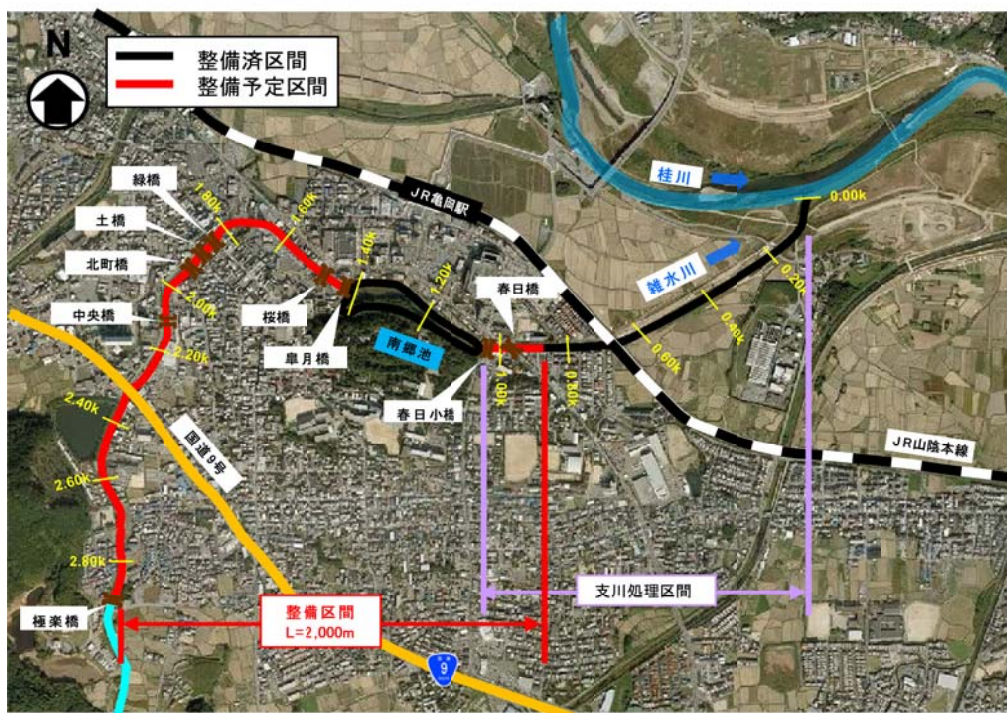 N
整備済区間
整備予定区間
桂川
0.00k
JR亀岡駅
緑橋
1.80k
1.60k
土橋
雑水川
0.20k
北町橋
1.40k
春日橋
2.00k
桜橋
1.20k
0.40k
中央橋
皐月橋
南郷池
0.60k
2.20k
1.00k
0.80k
春日小橋
2.40k
国道9号
JR山陰本線
2.60k
2.80k
支川処理区間
極楽橋
整備区間
L=2,000m
9